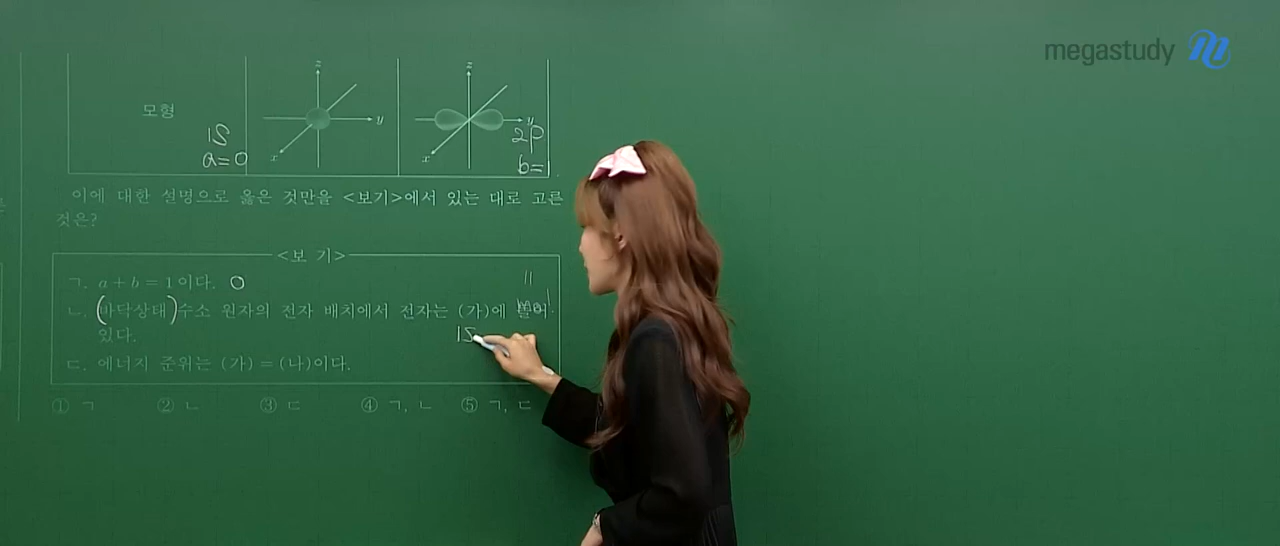 megastudy
z
z
모형
y
y
1S
2p
a=0
x
x
b=1
이에 대한 설명으로 옳은 것만을 <보기>에서 있는 대로 고른
것은?
<보 기>
ㄱ. a + b = 1이다. O
ㄴ. (바닥상태)수소 원자의 전자 배치에서 전자는 (가)에 들어
있다.
1S
ㄷ. 에너지 준위는 (가) = (나)이다.
① ㄱ ② ㄴ ③ ㄷ ④ ㄱ, ㄴ ⑤ ㄱ, ㄷ